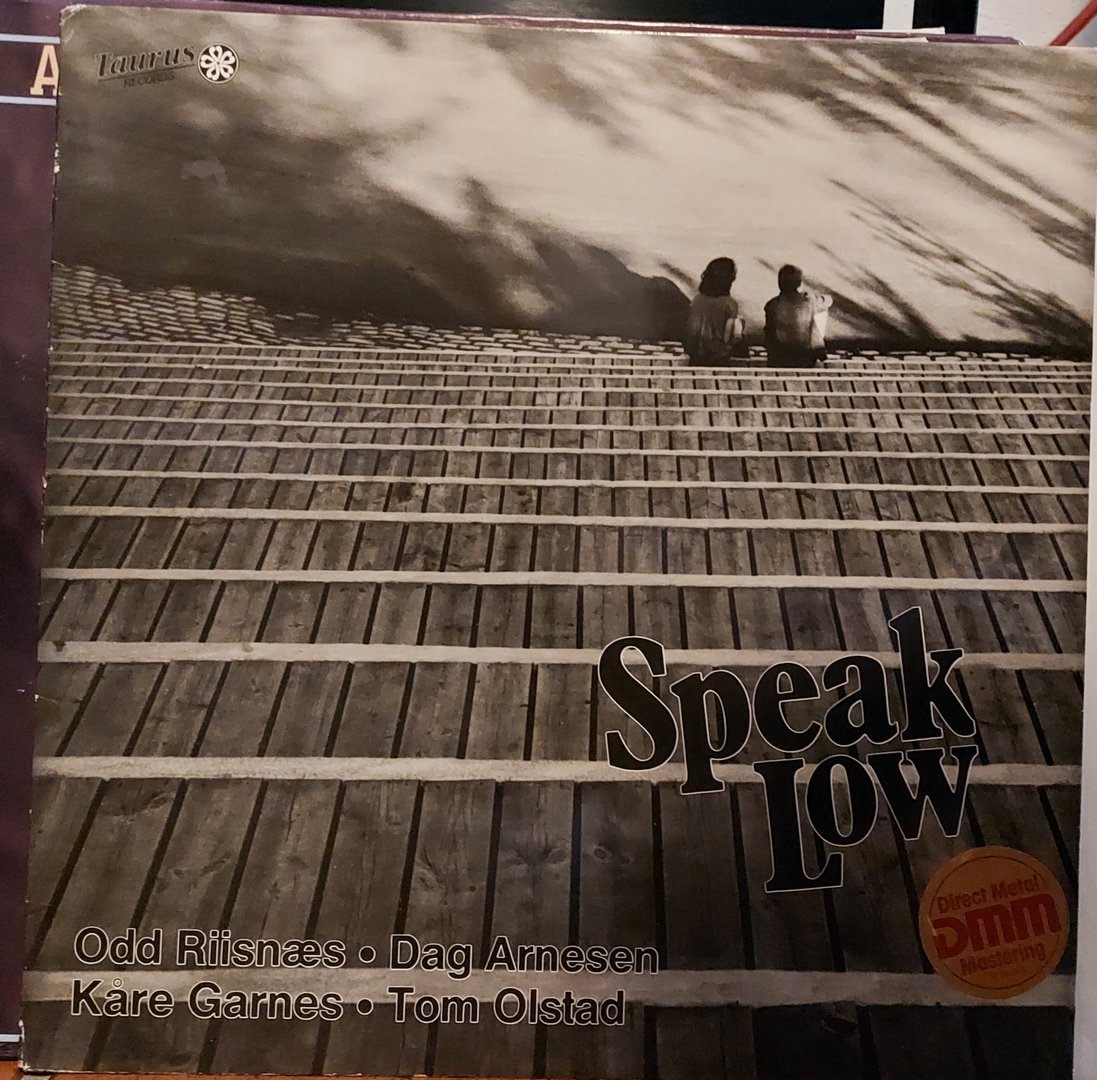 A
Taurus
RECORDS
Speak
Low
Direct Metal
DMM
Mastering
Odd Riisnæs • Dag Arnesen
Kåre Garnes • Tom Olstad